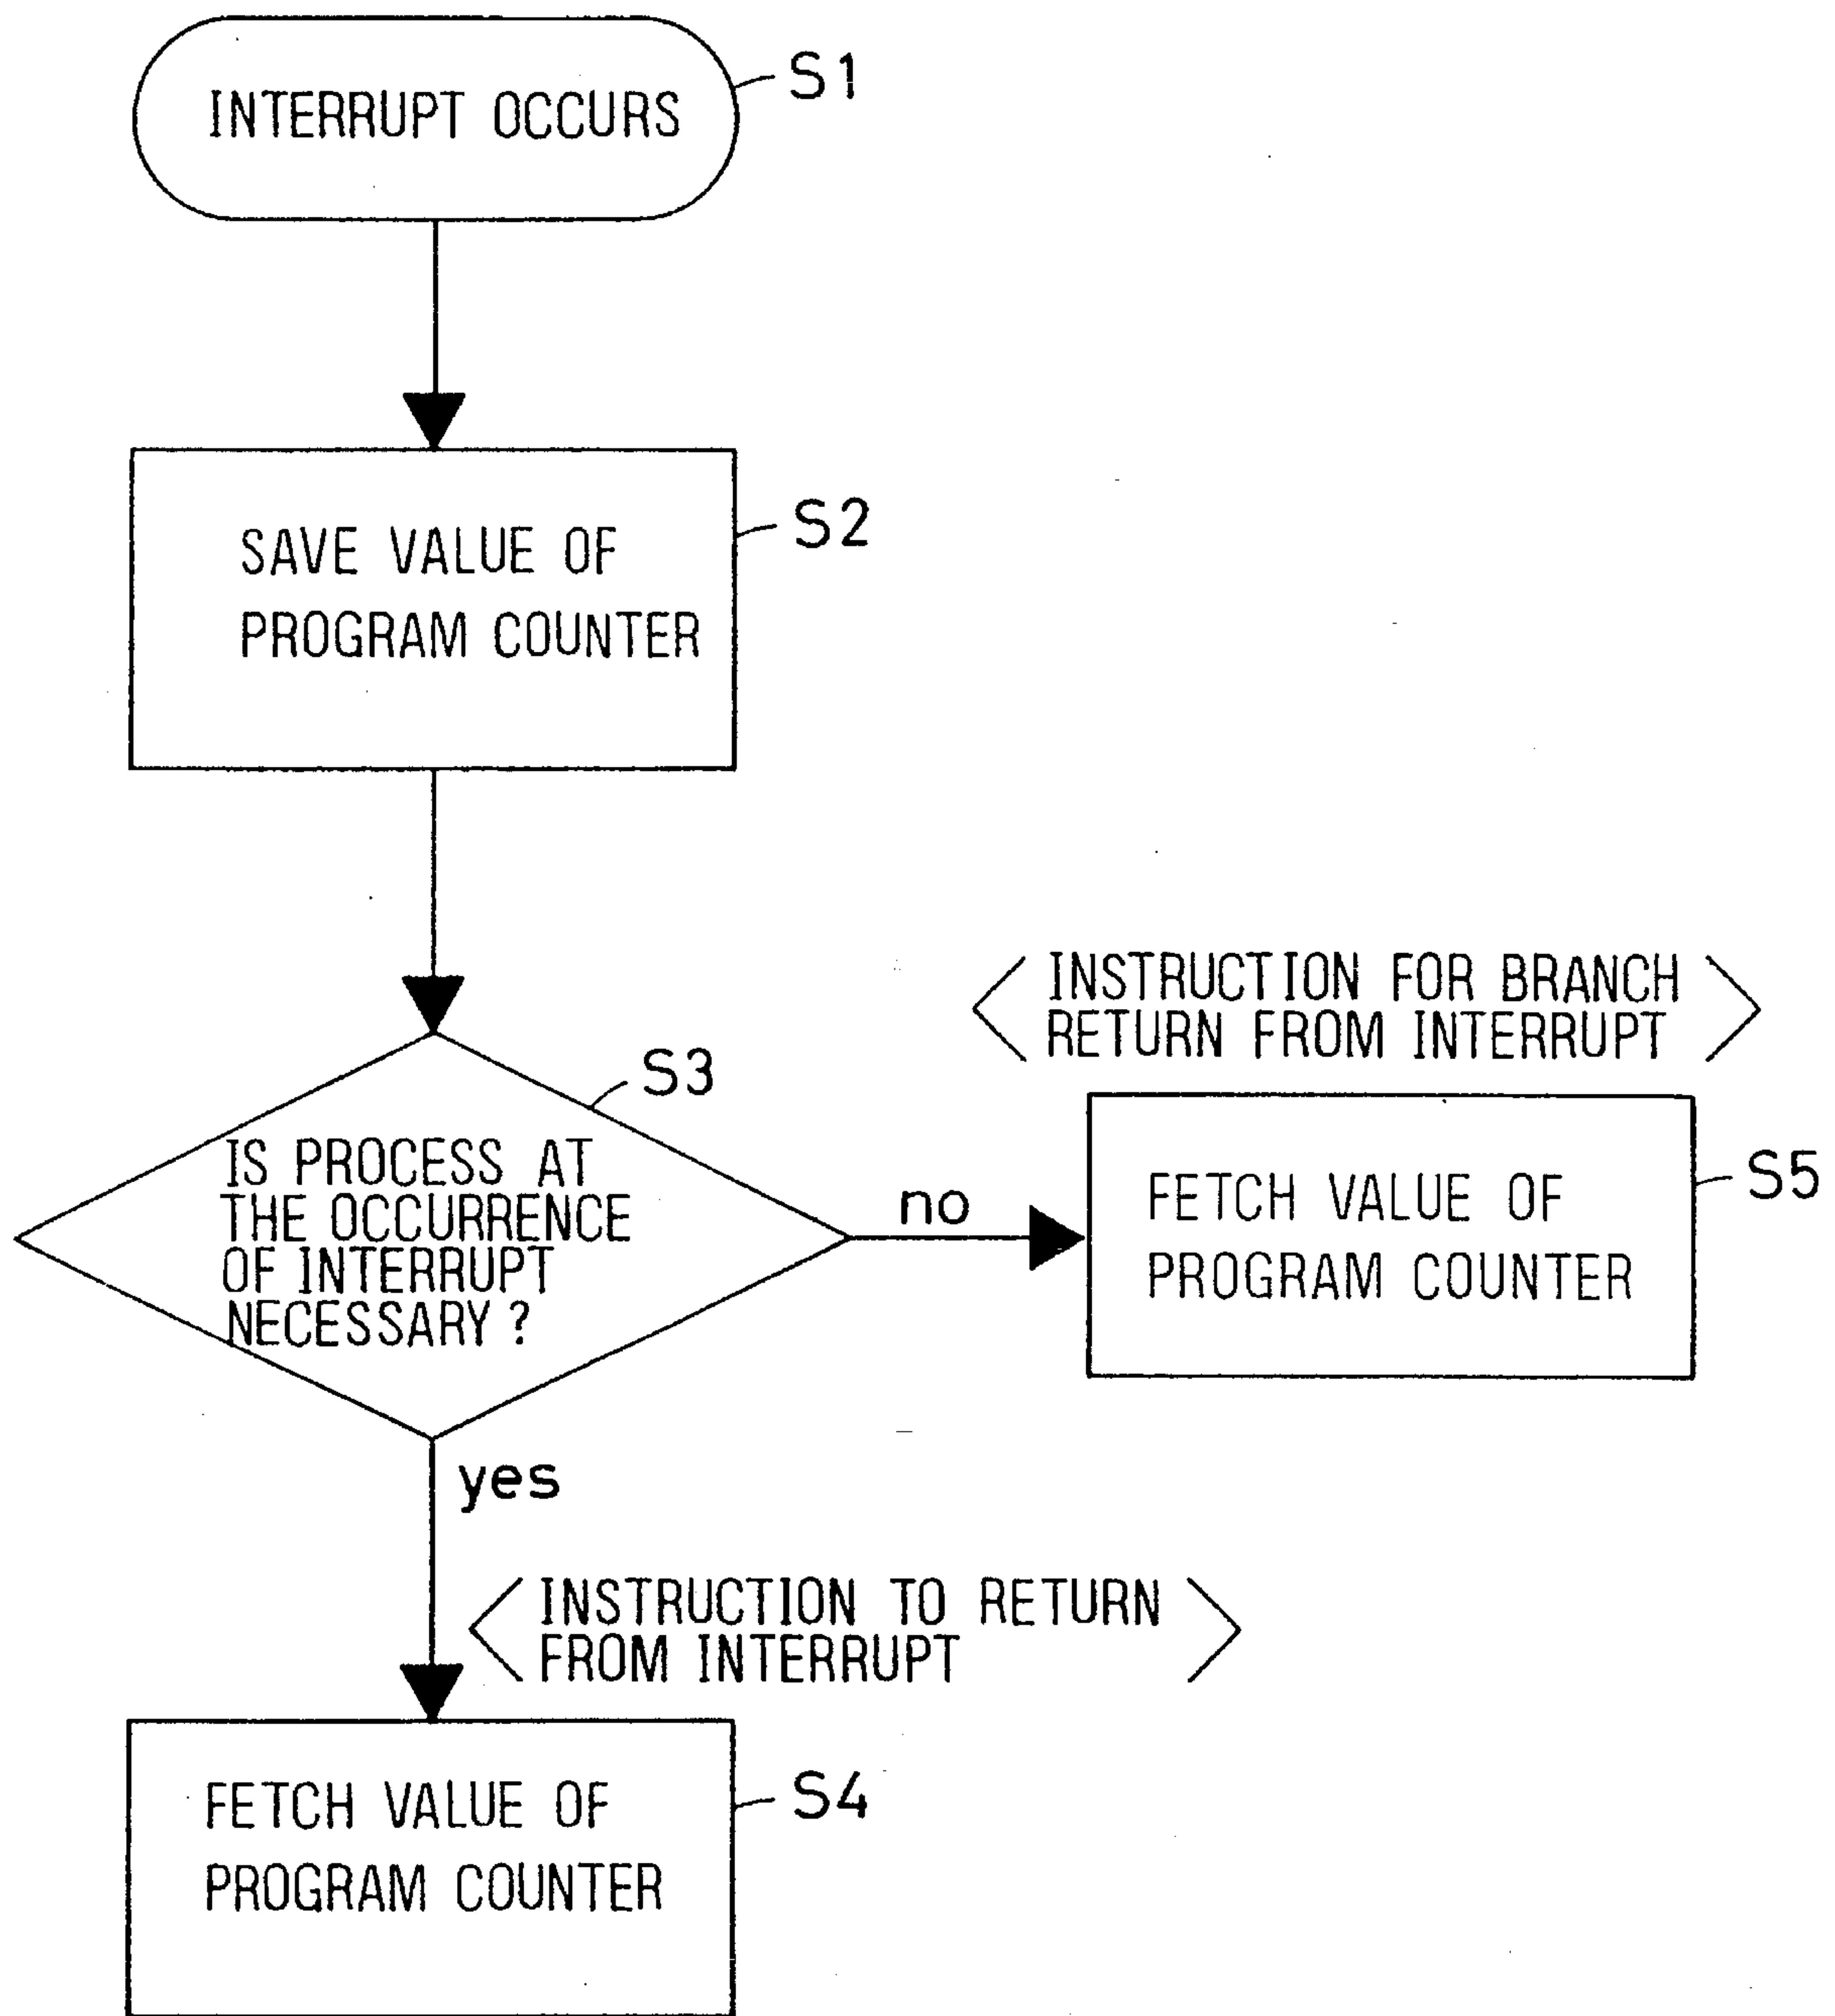 INTERRUPT OCCURS
S1
SAVE VALUE OF
PROGRAM COUNTER
S2
IS PROCESS AT
THE OCCURRENCE
OF INTERRUPT
NECESSARY?
S3
no
INSTRUCTION FOR BRANCH
RETURN FROM INTERRUPT
FETCH VALUE OF
PROGRAM COUNTER
S5
yes
INSTRUCTION TO RETURN
FROM INTERRUPT
FETCH VALUE OF
PROGRAM COUNTER
S4